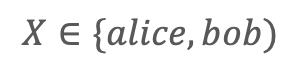 X ∈ {alice, bob)